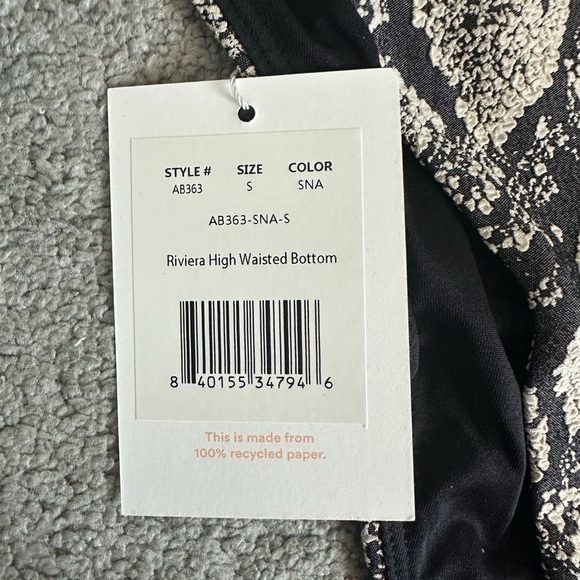 STYLE # SIZE COLOR
AB363 S SNA
AB363-SNA-S
Riviera High Waisted Bottom
8 40155 34794 6
This is made from
100% recycled paper.